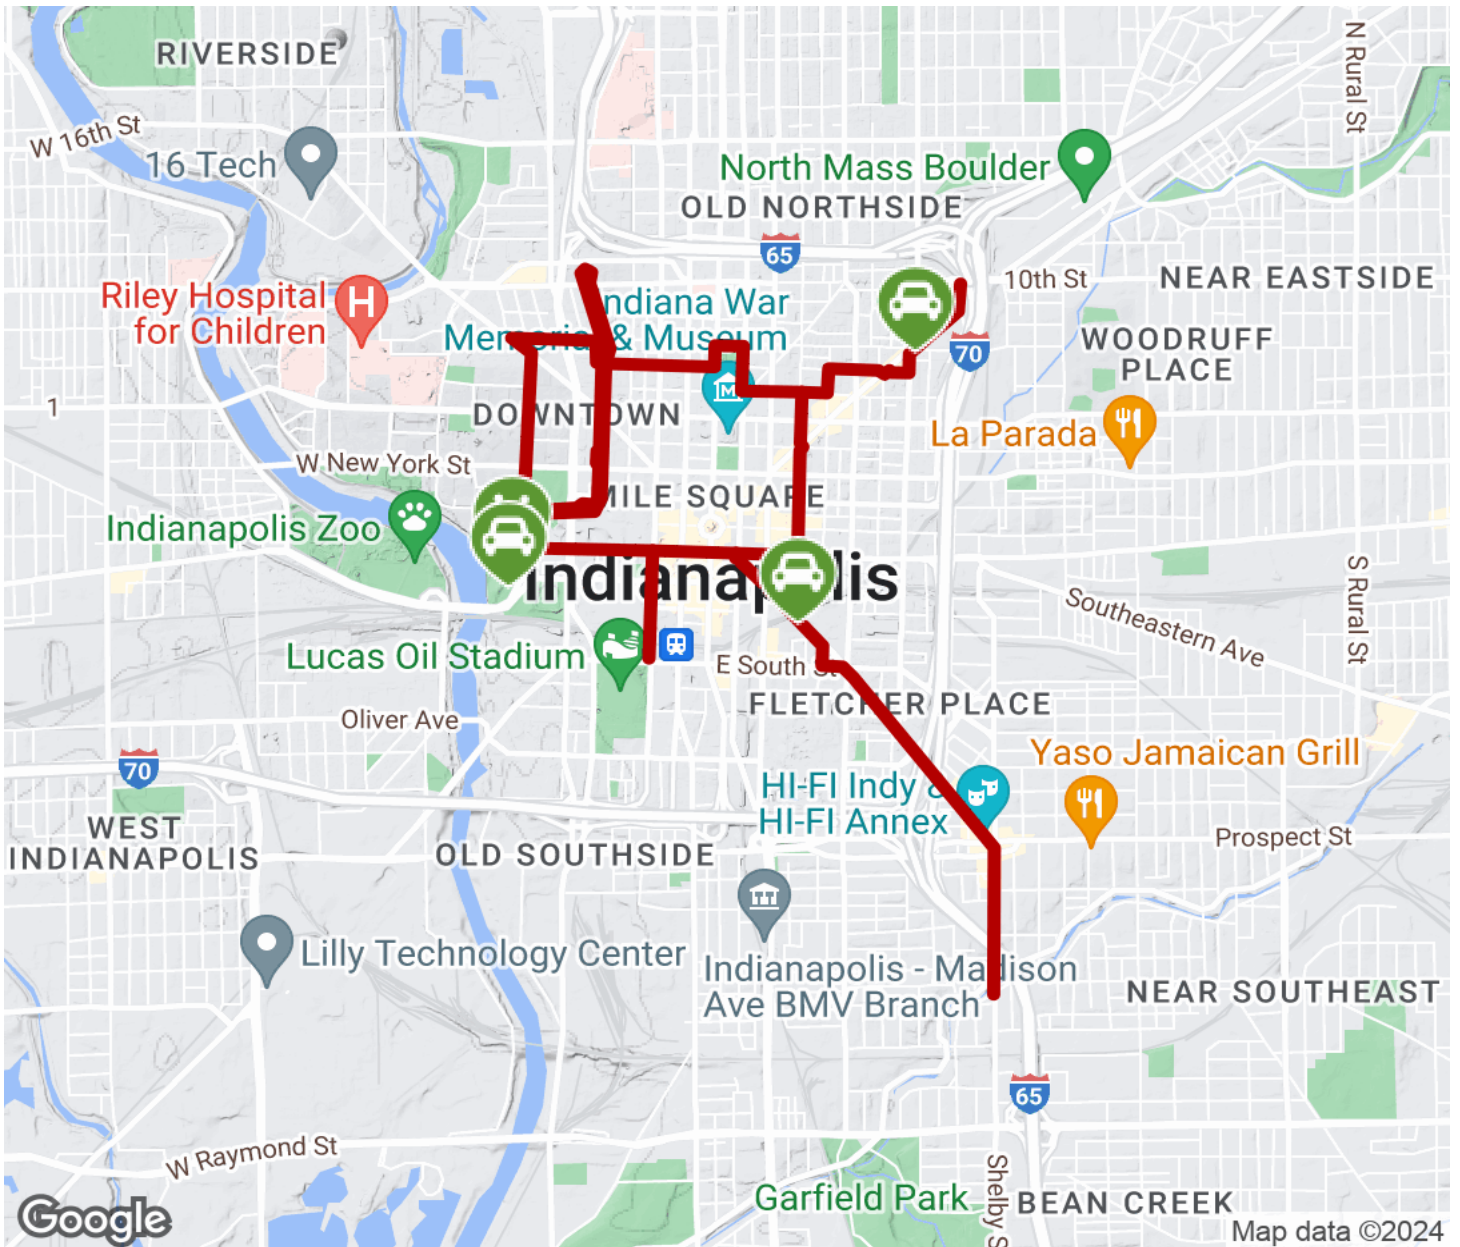 RIVERSIDE
N Rural St
W 16th St
16 Tech
North Mass Boulder
OLD NORTHSIDE
65
10th St
NEAR EASTSIDE
Riley Hospital
for Children
H
Indiana War
Memorial & Museum
M
70
WOODRUFF
PLACE
1
DOWNTOWN
La Parada
W New York St
MILE SQUARE
Indianapolis Zoo
Indianapolis
S Rural St
Southeastern Ave
Lucas Oil Stadium
E South St
FLETCHER PLACE
Oliver Ave
Yaso Jamaican Grill
70
HI-FI Indy &
HI-FI Annex
WEST
INDIANAPOLIS
OLD SOUTHSIDE
Prospect St
Lilly Technology Center
Indianapolis - Madison
Ave BMV Branch
NEAR SOUTHEAST
65
W Raymond St
Shelby S
Garfield Park
BEAN CREEK
Google
Map data ©2024